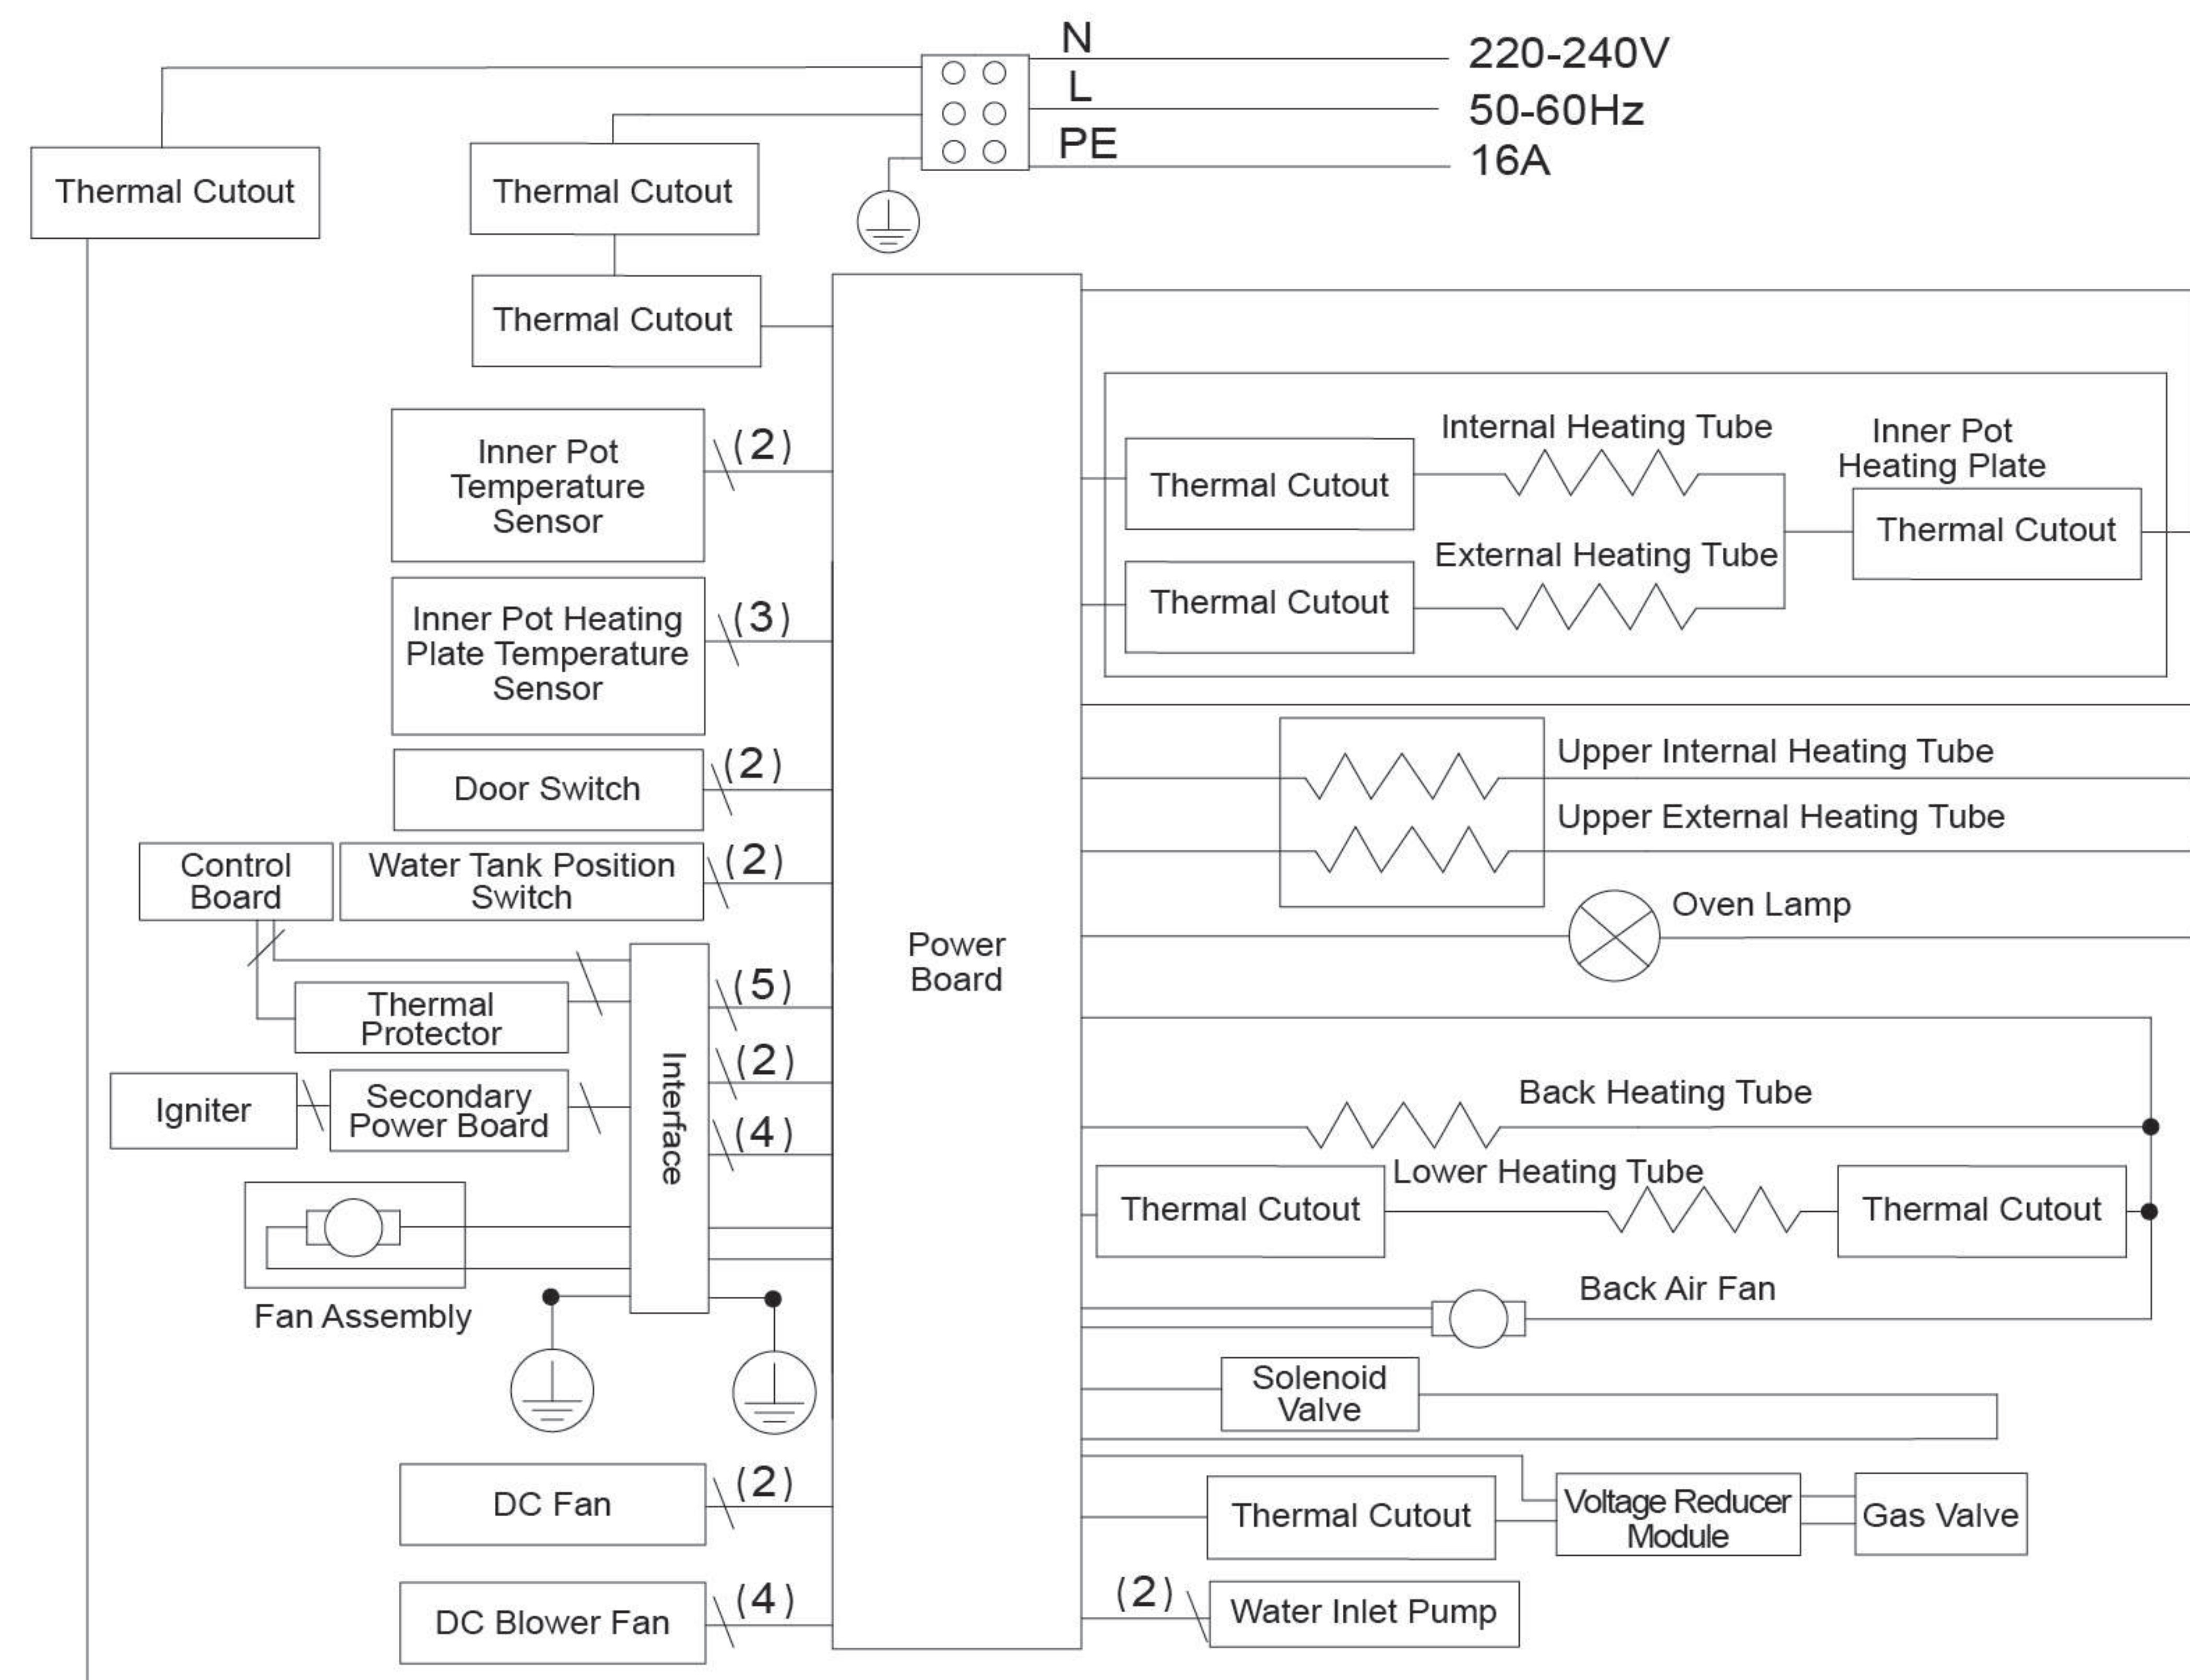 N
220-240V
L
50-60Hz
PE
16A
Thermal Cutout
Thermal Cutout
Thermal Cutout
Inner Pot
Temperature
Sensor
(2)
Inner Pot Heating
Plate Temperature
Sensor
(3)
Door Switch
(2)
Control
Board
Water Tank Position
Switch
(2)
Thermal
Protector
(5)
Igniter
Secondary
Power Board
Interface
(2)
(4)
Fan Assembly
DC Fan
(2)
DC Blower Fan
(4)
Power
Board
Internal Heating Tube
Inner Pot
Heating Plate
Thermal Cutout
Thermal Cutout
External Heating Tube
Thermal Cutout
Upper Internal Heating Tube
Upper External Heating Tube
Oven Lamp
Back Heating Tube
Lower Heating Tube
Thermal Cutout
Thermal Cutout
Back Air Fan
Solenoid
Valve
Thermal Cutout
Voltage Reducer
Module
Gas Valve
(2)
Water Inlet Pump